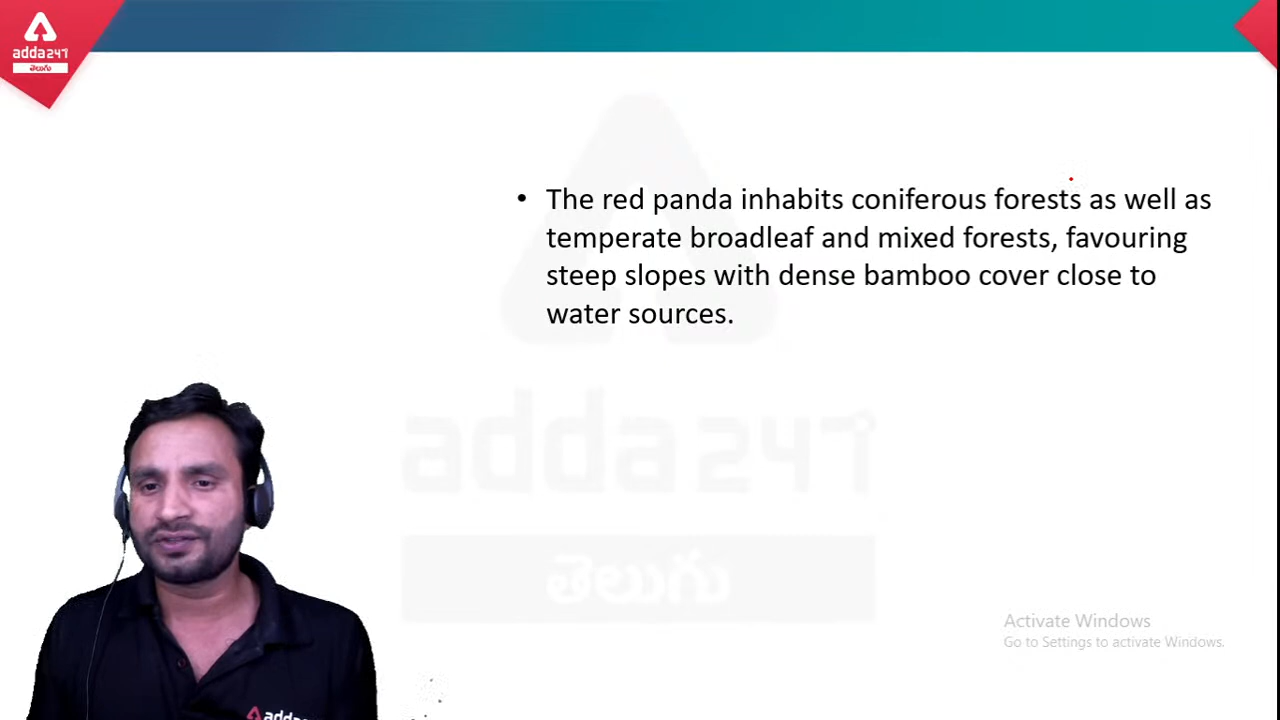 adda247
తెలుగు
• The red panda inhabits coniferous forests as well as
temperate broadleaf and mixed forests, favouring
steep slopes with dense bamboo cover close to
water sources.
adda247
తెలుగు
Activate Windows
Go to Settings to activate Windows.